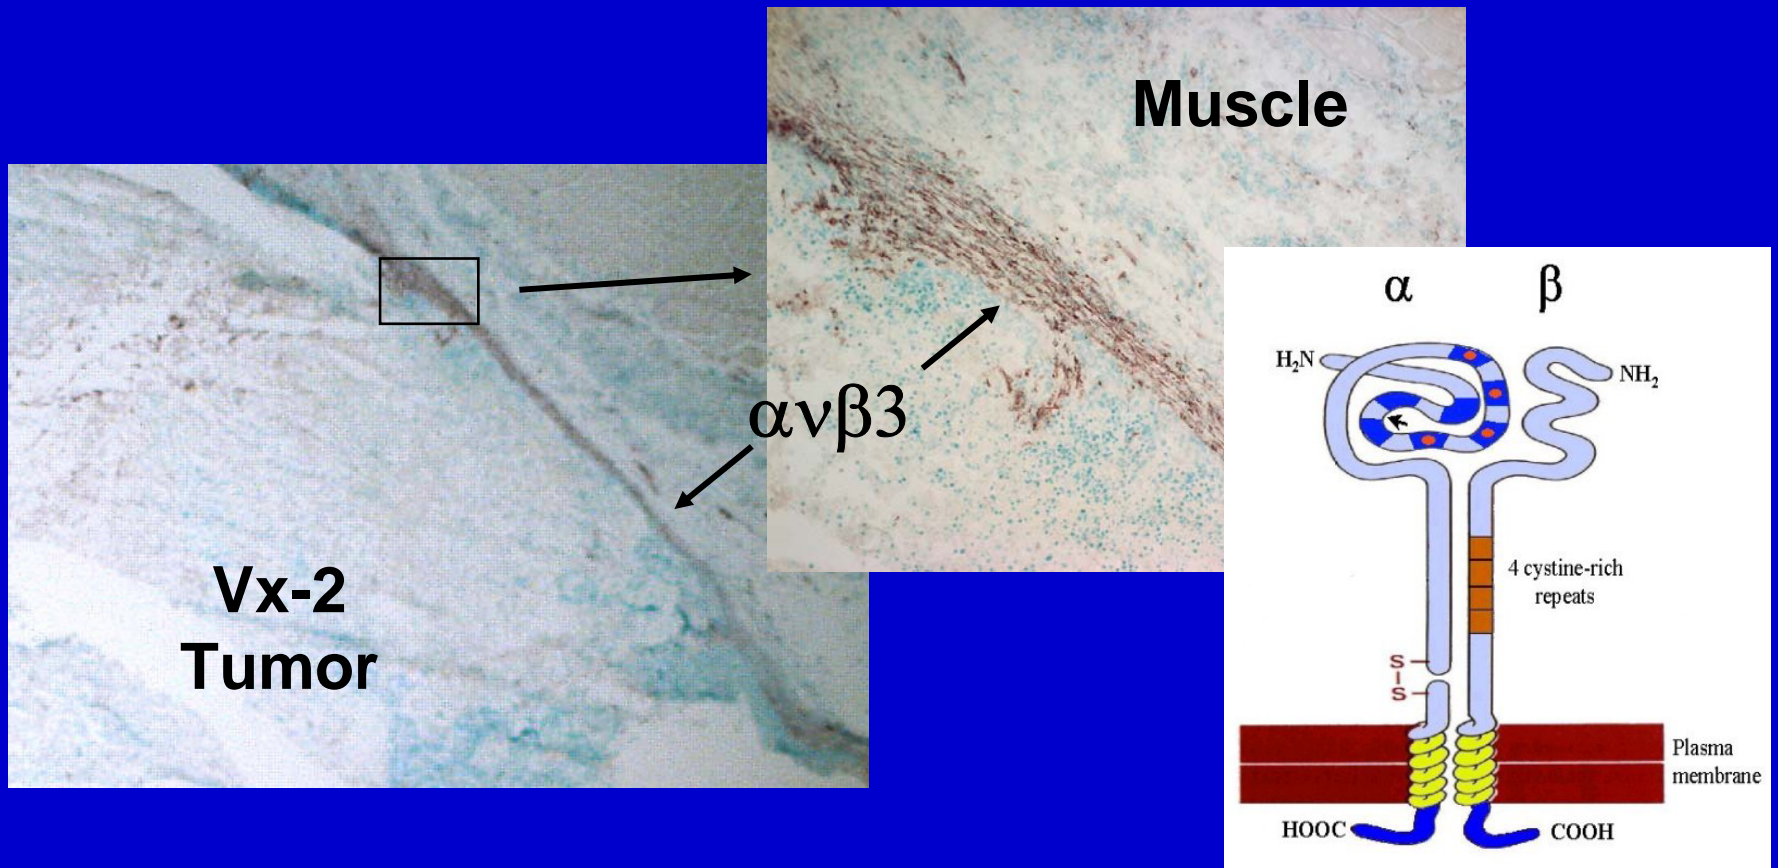 Muscle
Vx-2
Tumor
ανβ3
α β
H₂N
NH₂
4 cystine-rich
repeats
S
S
Plasma
membrane
HOOC
COOH